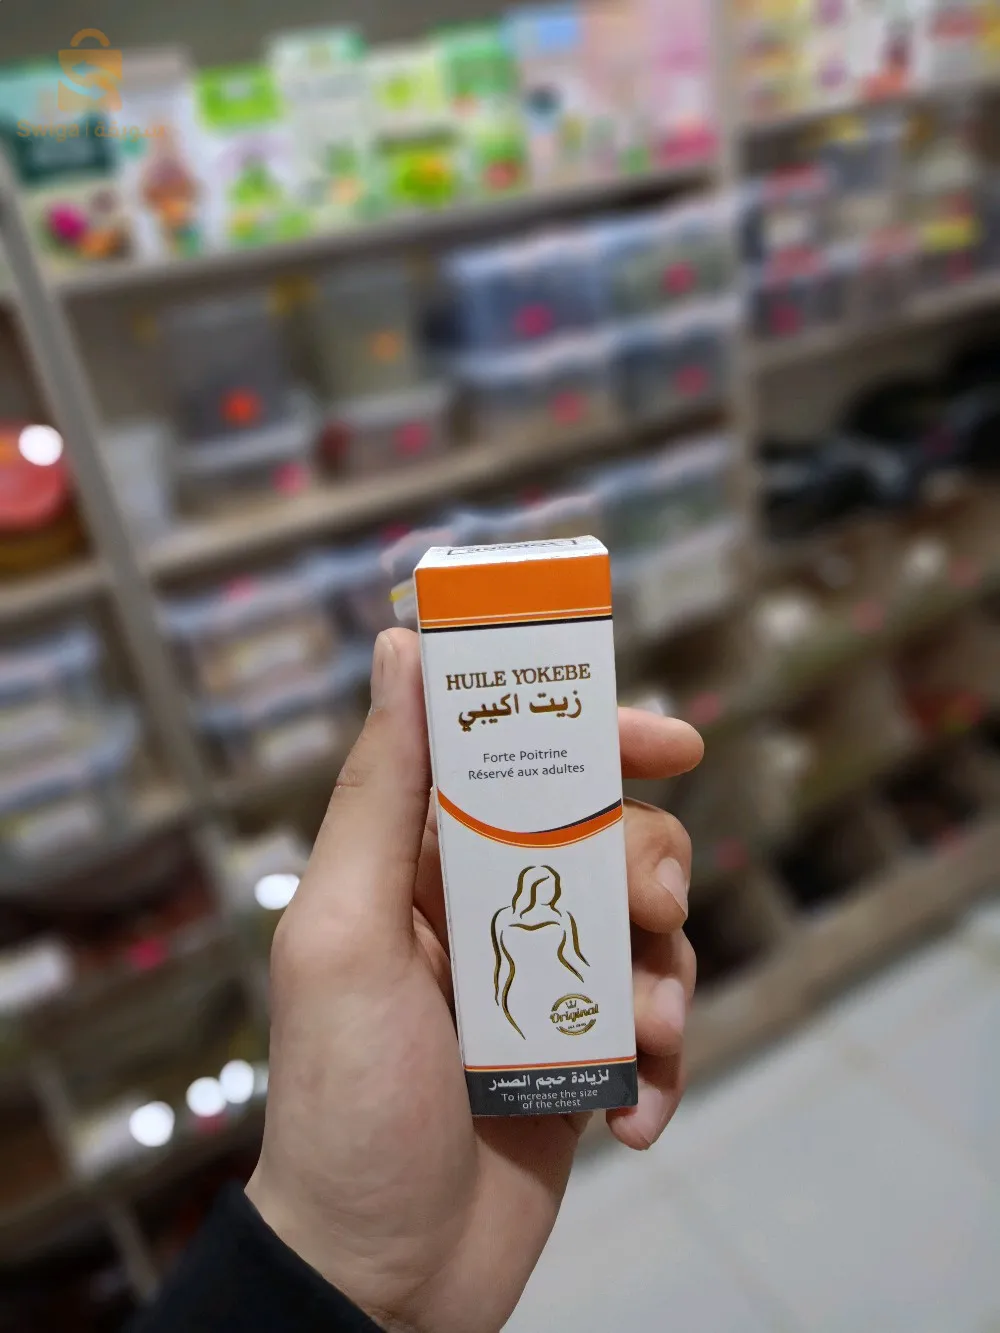 HUILE YOKEBE
زيت اكيبي
Forte Poitrine
Réservé aux adultes
Original
لزيادة حجم الصدر
To increase the size
of the chest